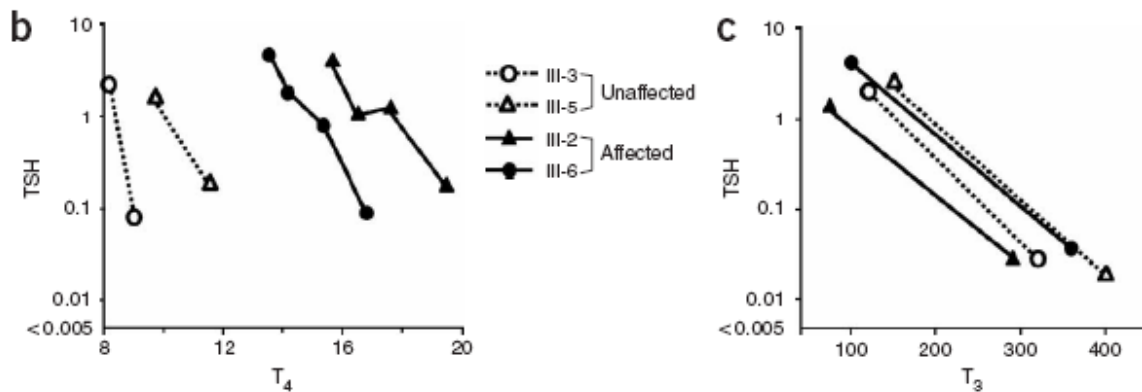 b
10
1
0.1
0.01
<0.005
TSH
8
12
16
20
T4
III-3
III-5
Unaffected
III-2
III-6
Affected
c
10
1
0.1
0.01
<0.005
TSH
100
200
300
400
T3